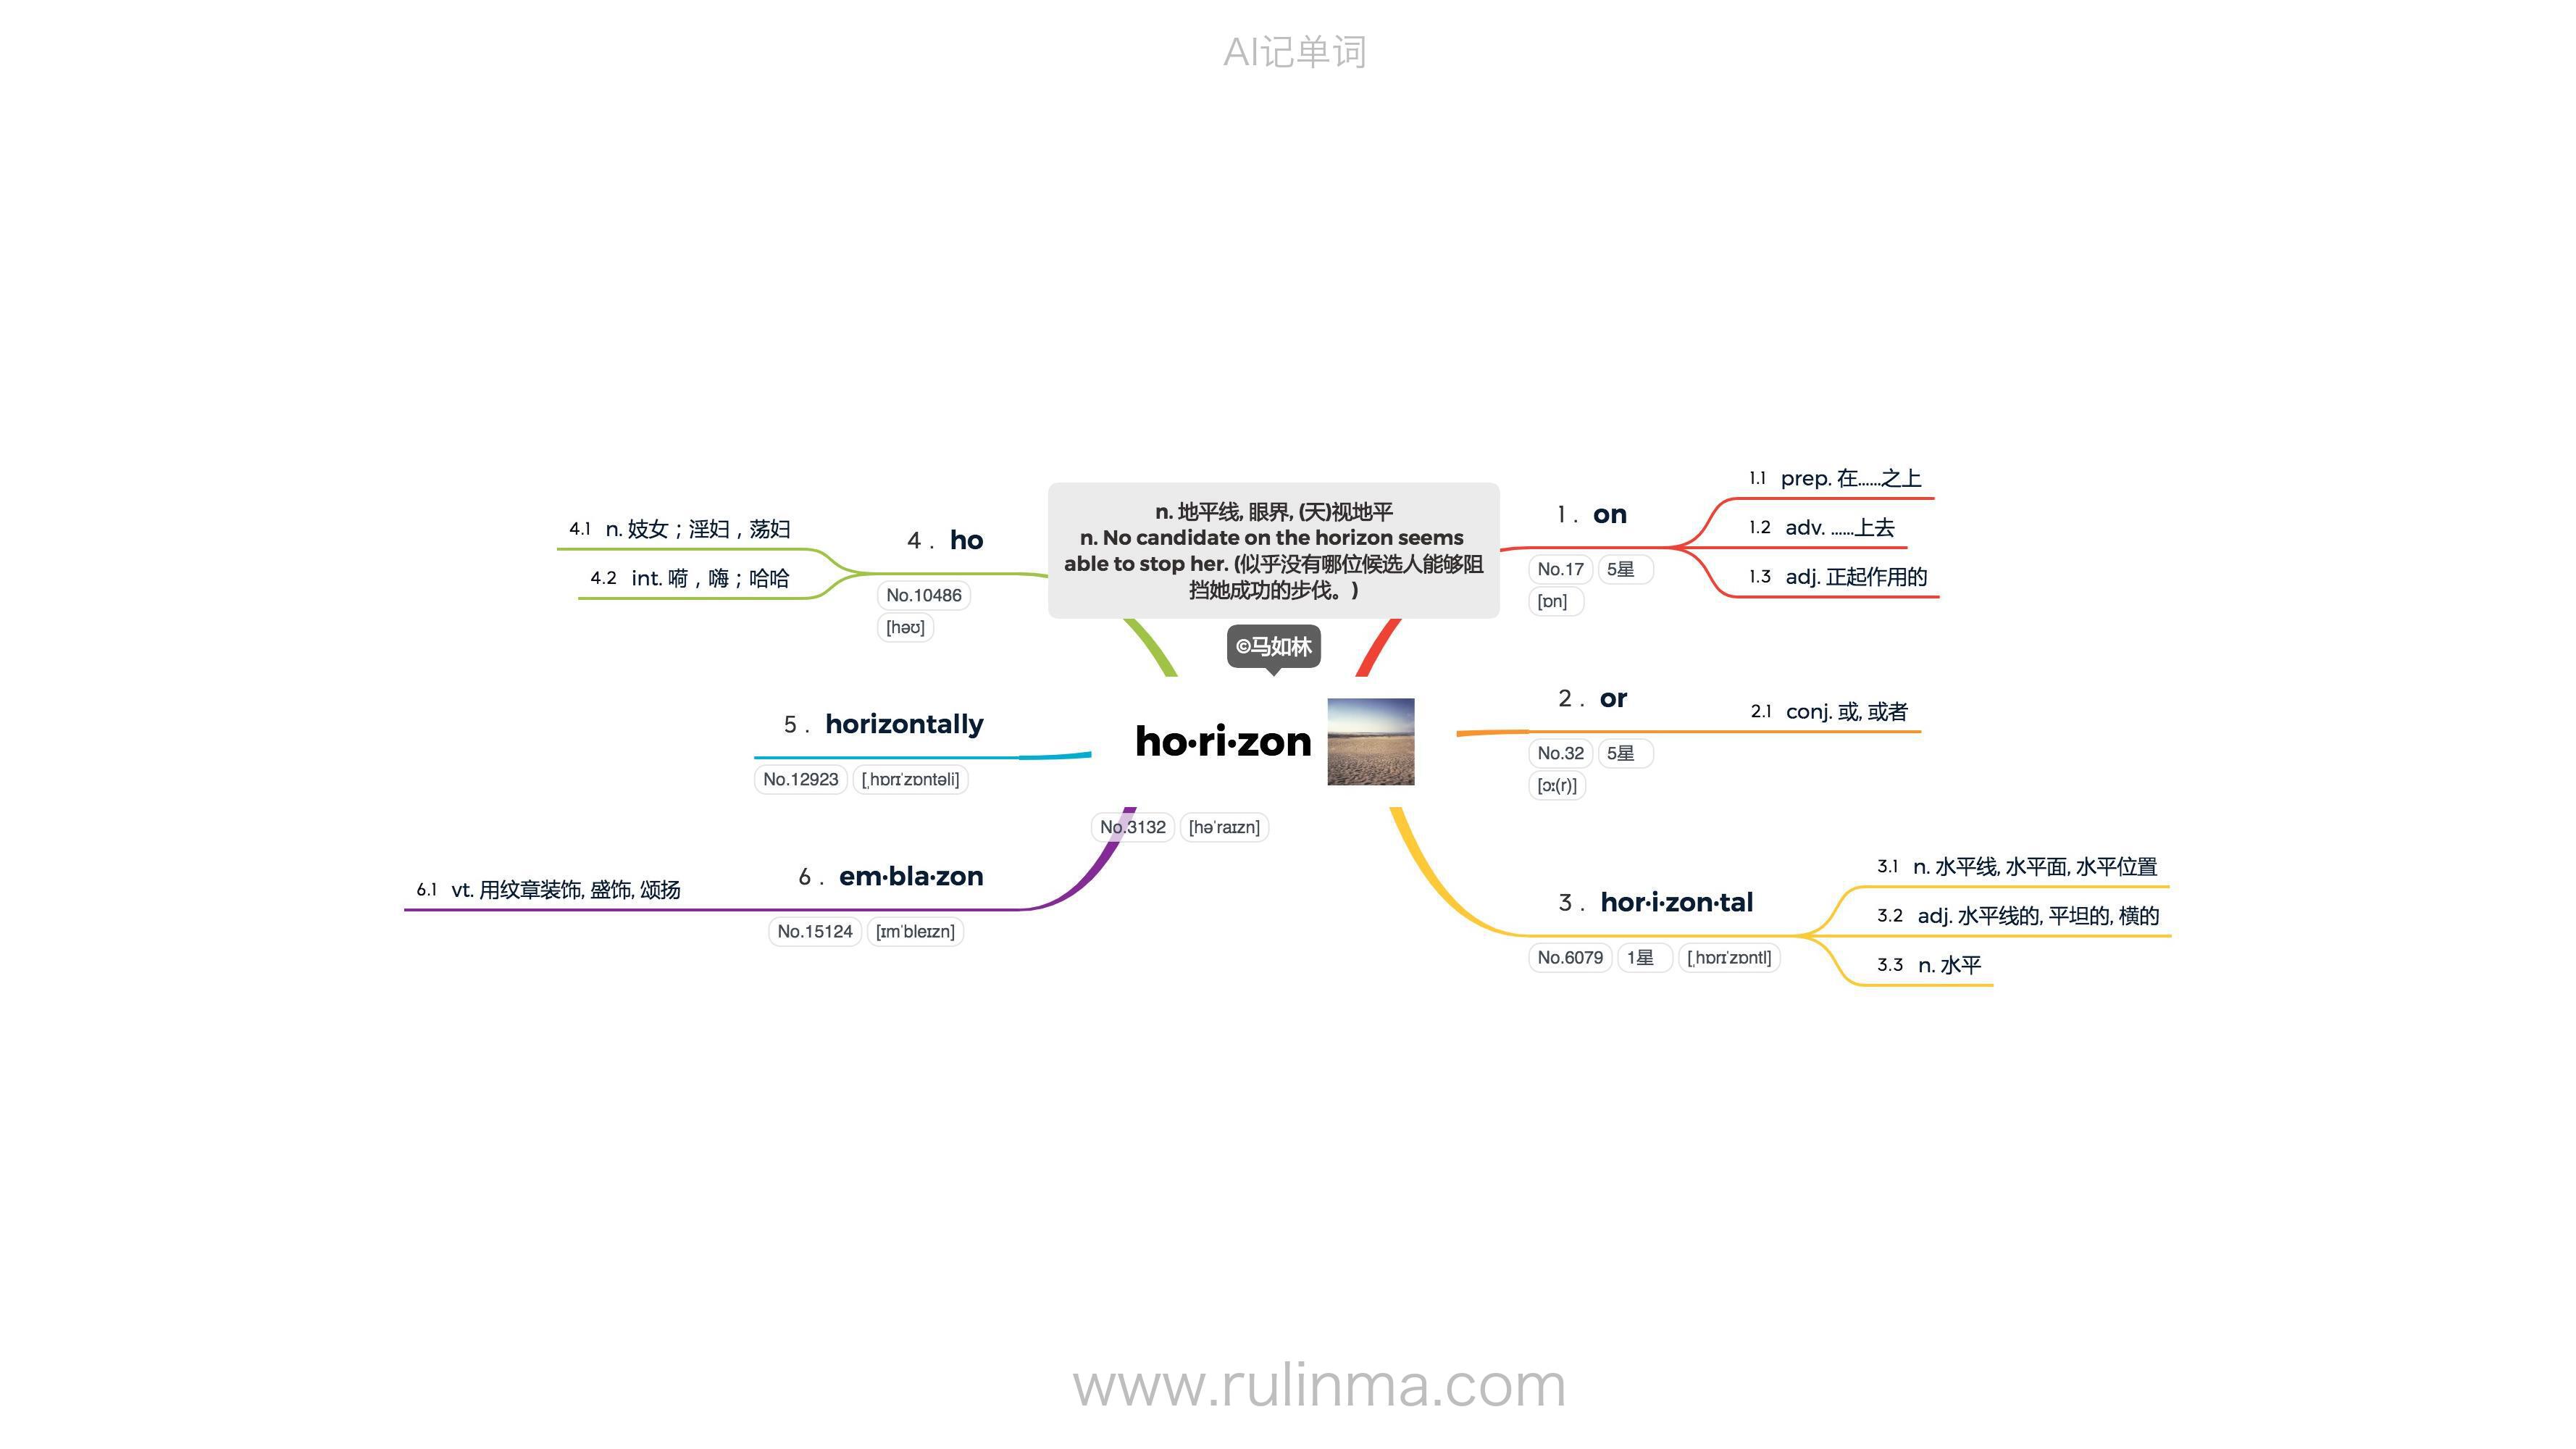 AI记单词
n. 地平线, 眼界, (天)视地平
n. No candidate on the horizon seems
able to stop her. (似乎没有哪位候选人能够阻
挡她成功的步伐。)
©马如林
ho·ri·zon
No.3132 [həˈraɪzn]
1 . on
No.17 5星
[ɒn]
1.1 prep. 在……之上
1.2 adv. ……上去
1.3 adj. 正起作用的
2 . or
No.32 5星
[ɔː(r)]
2.1 conj. 或, 或者
3 . hor·i·zon·tal
No.6079 1星 [ˌhɒrɪˈzɒntl]
3.1 n. 水平线, 水平面, 水平位置
3.2 adj. 水平线的, 平坦的, 横的
3.3 n. 水平
4 . ho
No.10486
[həʊ]
4.1 n. 妓女；淫妇，荡妇
4.2 int. 嗬，嗨；哈哈
5 . horizontally
No.12923 [ˌhɒrɪˈzɒntəli]
6 . em·bla·zon
No.15124 [ɪmˈbleɪzn]
6.1 vt. 用纹章装饰, 盛饰, 颂扬
www.rulinma.com